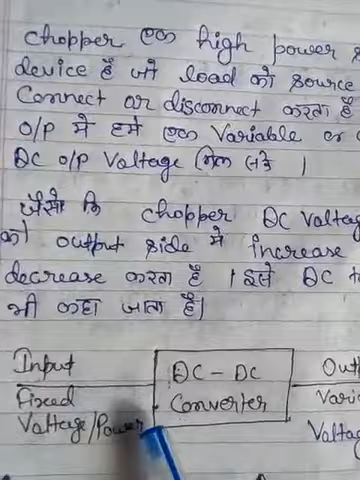 Chopper एक high power
device है जो load को source
Connect or disconnect करता है
O/P मे हमे एक Variable or
DC O/P Voltage मिल सके ।
जैसे कि chopper DC Voltag
को output side मे increase
decrease करता है । इसे DC t
भी कहा जाता है।
Input DC - DC Out
Fixed Converter Vari
Voltage/Power Voltag